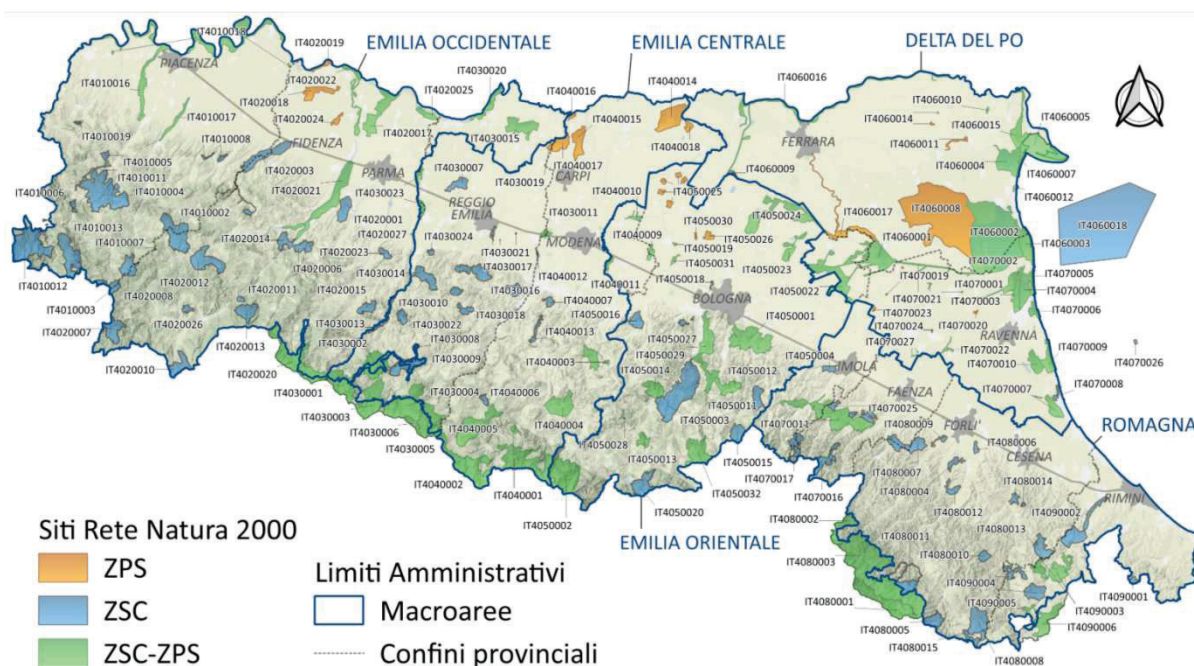 IT4010018
IT4020019
EMILIA OCCIDENTALE
EMILIA CENTRALE
DELTA DEL PO
PIACENZA
IT4020022
IT4030020
IT4040016
IT4040014
IT4060016
IT4010016
IT4020018
IT4020025
IT4040015
IT4060010
IT4060014
IT4060015
IT4060005
IT4010017
IT4020024
IT4020017
IT4030015
IT4040018
FERRARA
IT4060011
IT4010019
IT4010008
FIDENZA
IT4040017
IT4060004
IT4010005
IT4020003
IT4030007
IT4030019
CARPI
IT4060009
IT4060007
IT4010006
IT4010011
IT4010004
IT4020021
PARMA
IT4030023
IT4040010
IT4050025
IT4060012
IT4010002
IT4020001
REGGIO
EMILIA
IT4030011
IT4050030
IT4050024
IT4060017
IT4060008
IT4060018
IT4010013
IT4010007
IT4020014
IT4020027
IT4030024
MODENA
IT4040009
IT4050019
IT4050026
IT4060001
IT4060002
IT4060003
IT4020023
IT4030021
IT4050031
IT4050023
IT4070002
IT4010012
IT4020012
IT4020006
IT4030014
IT4030017
IT4040012
IT4040011
IT4050018
IT4050022
IT4070019
IT4070001
IT4070005
IT4020008
IT4020011
IT4020015
IT4030010
IT4030016
IT4040007
BOLOGNA
IT4070021
IT4070003
IT4070004
IT4010003
IT4030018
IT4050016
IT4050001
IT4070023
IT4070020
IT4070006
IT4020007
IT4020026
IT4030013
IT4030022
IT4040013
IT4070024
RAVENNA
IT4030002
IT4030008
IT4050027
IT4070027
IT4070022
IT4070009
IT4020013
IT4030009
IT4040003
IT4050029
IT4050004
IMOLA
IT4070010
IT4070026
IT4020010
IT4020020
IT4050014
IT4050012
FAENZA
IT4070007
IT4070008
IT4030001
IT4030004
IT4040006
IT4050011
IT4070025
IT4030003
IT4040005
IT4040004
IT4050003
IT4070011
IT4080009
FORLI'
ROMAGNA
IT4030006
IT4050028
IT4080006
IT4030005
IT4050013
IT4050015
IT4080007
CESENA
IT4070017
IT4080014
IT4040002
IT4040001
IT4050032
IT4070016
IT4080004
IT4090002
RIMINI
IT4050002
IT4050020
IT4080002
IT4080012
IT4080013
EMILIA ORIENTALE
IT4080011
IT4080003
IT4080010
IT4090004
IT4090001
IT4080001
IT4090005
IT4090003
IT4080005
IT4090006
IT4080015
IT4080008
Siti Rete Natura 2000
ZPS
ZSC
ZSC-ZPS
Limiti Amministrativi
Macroaree
Confini provinciali